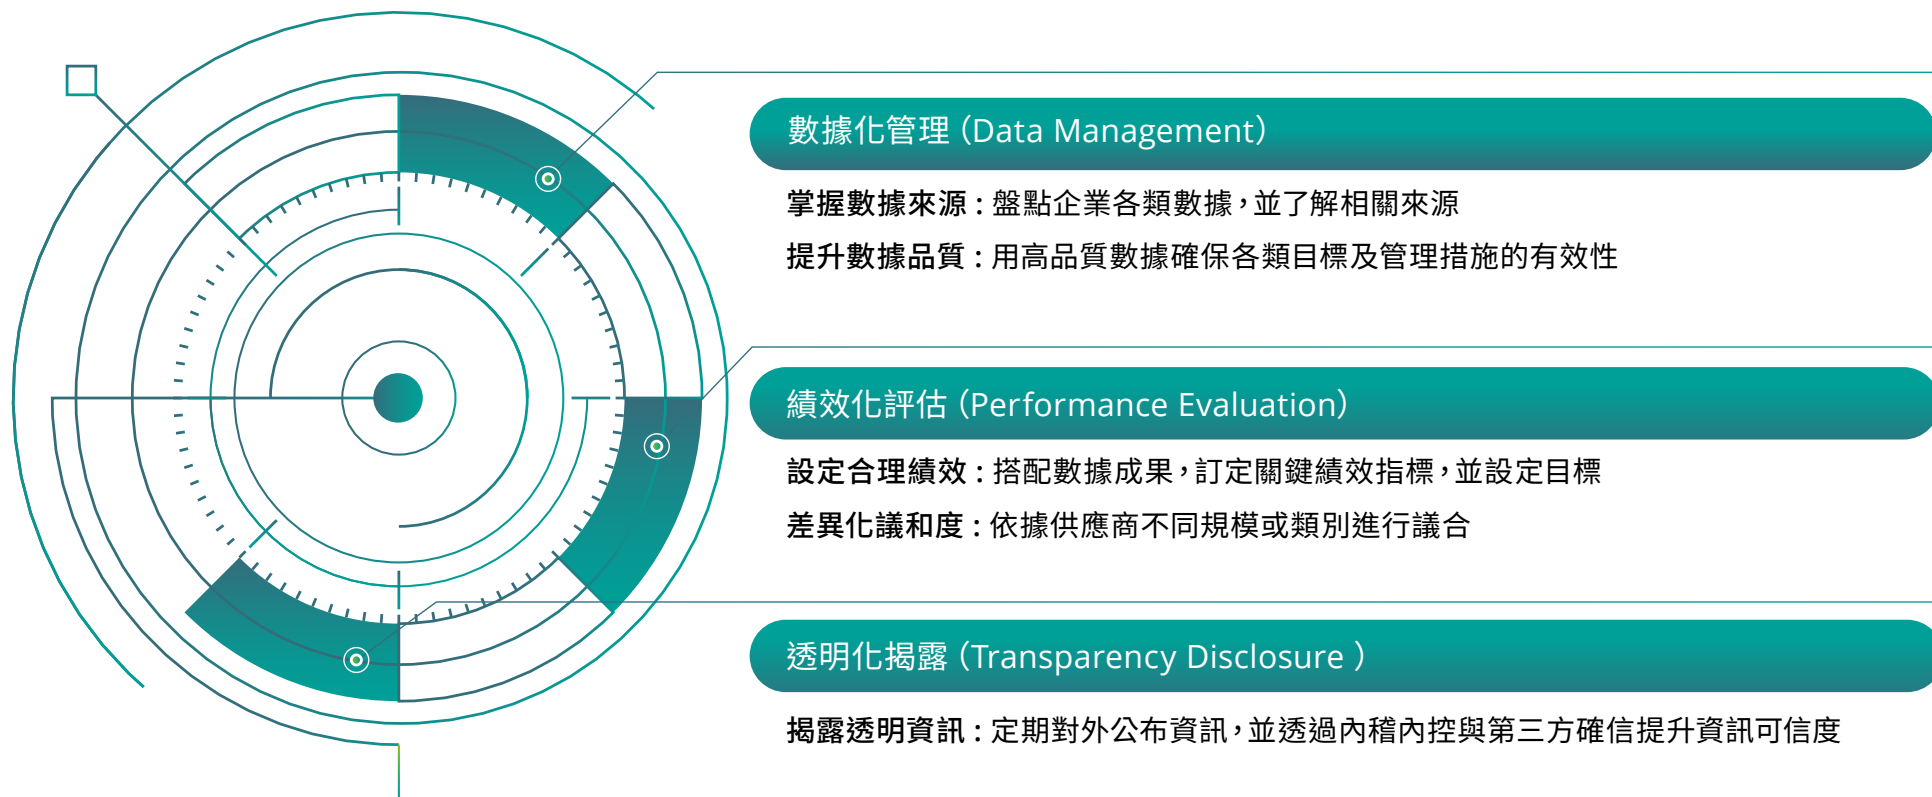 數據化管理（Data Management）
掌握數據來源：盤點企業各類數據，並了解相關來源
提升數據品質：用高品質數據確保各類目標及管理措施的有效性
績效化評估（Performance Evaluation）
設定合理績效：搭配數據成果，訂定關鍵績效指標，並設定目標
差異化議和度：依據供應商不同規模或類別進行議合
透明化揭露（Transparency Disclosure ）
揭露透明資訊：定期對外公布資訊，並透過內稽內控與第三方確信提升資訊可信度